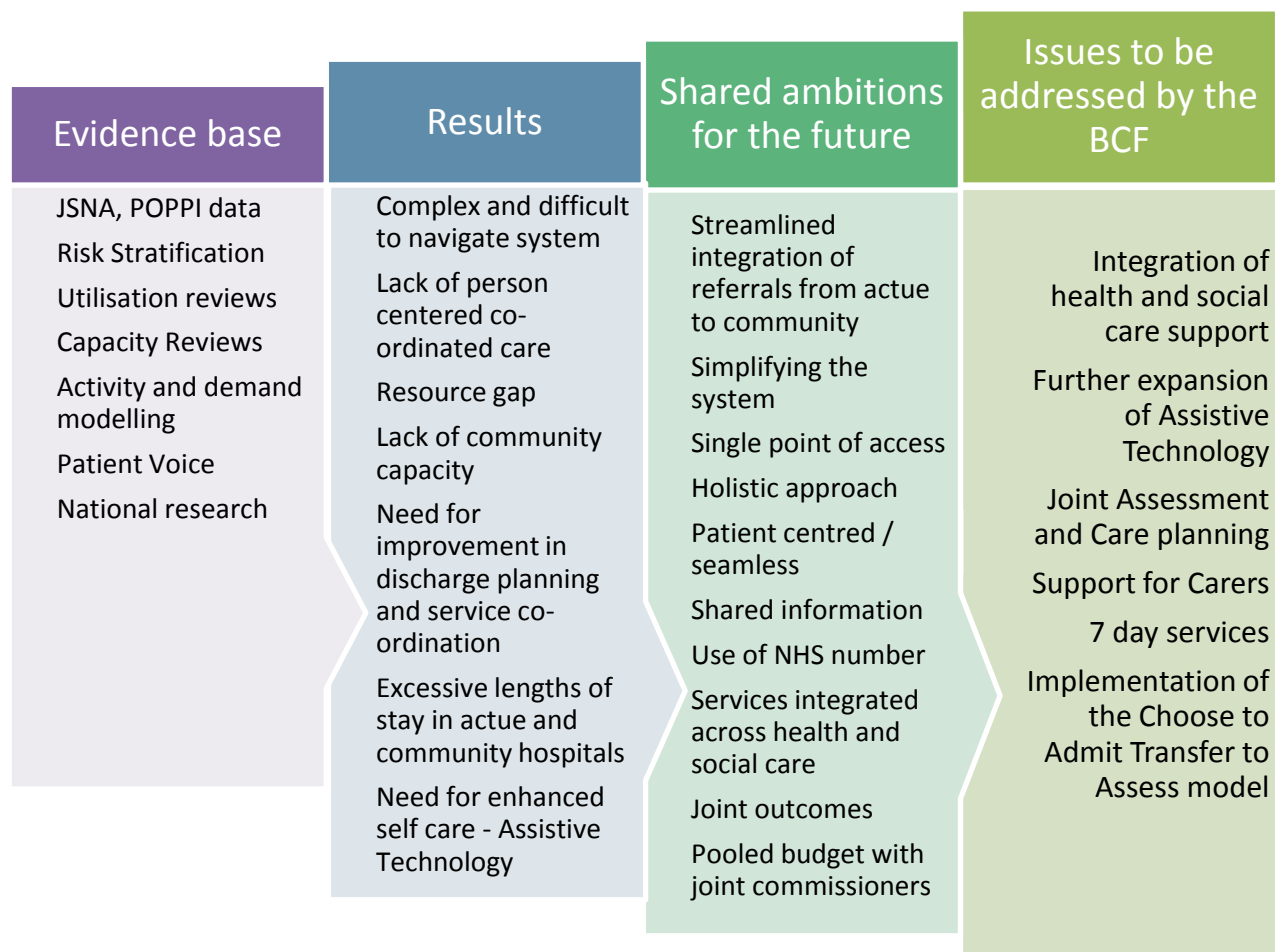 Evidence base
JSNA, POPPI data
Risk Stratification
Utilisation reviews
Capacity Reviews
Activity and demand
modelling
Patient Voice
National research
Results
Complex and difficult
to navigate system
Lack of person
centered co-
ordinated care
Resource gap
Lack of community
capacity
Need for
improvement in
discharge planning
and service co-
ordination
Excessive lengths of
stay in actue and
community hospitals
Need for enhanced
self care - Assistive
Technology
Shared ambitions
for the future
Streamlined
integration of
referrals from actue
to community
Simplifying the
system
Single point of access
Holistic approach
Patient centred /
seamless
Shared information
Use of NHS number
Services integrated
across health and
social care
Joint outcomes
Pooled budget with
joint commissioners
Issues to be
addressed by the
BCF
Integration of
health and social
care support
Further expansion
of Assistive
Technology
Joint Assessment
and Care planning
Support for Carers
7 day services
Implementation of
the Choose to
Admit Transfer to
Assess model